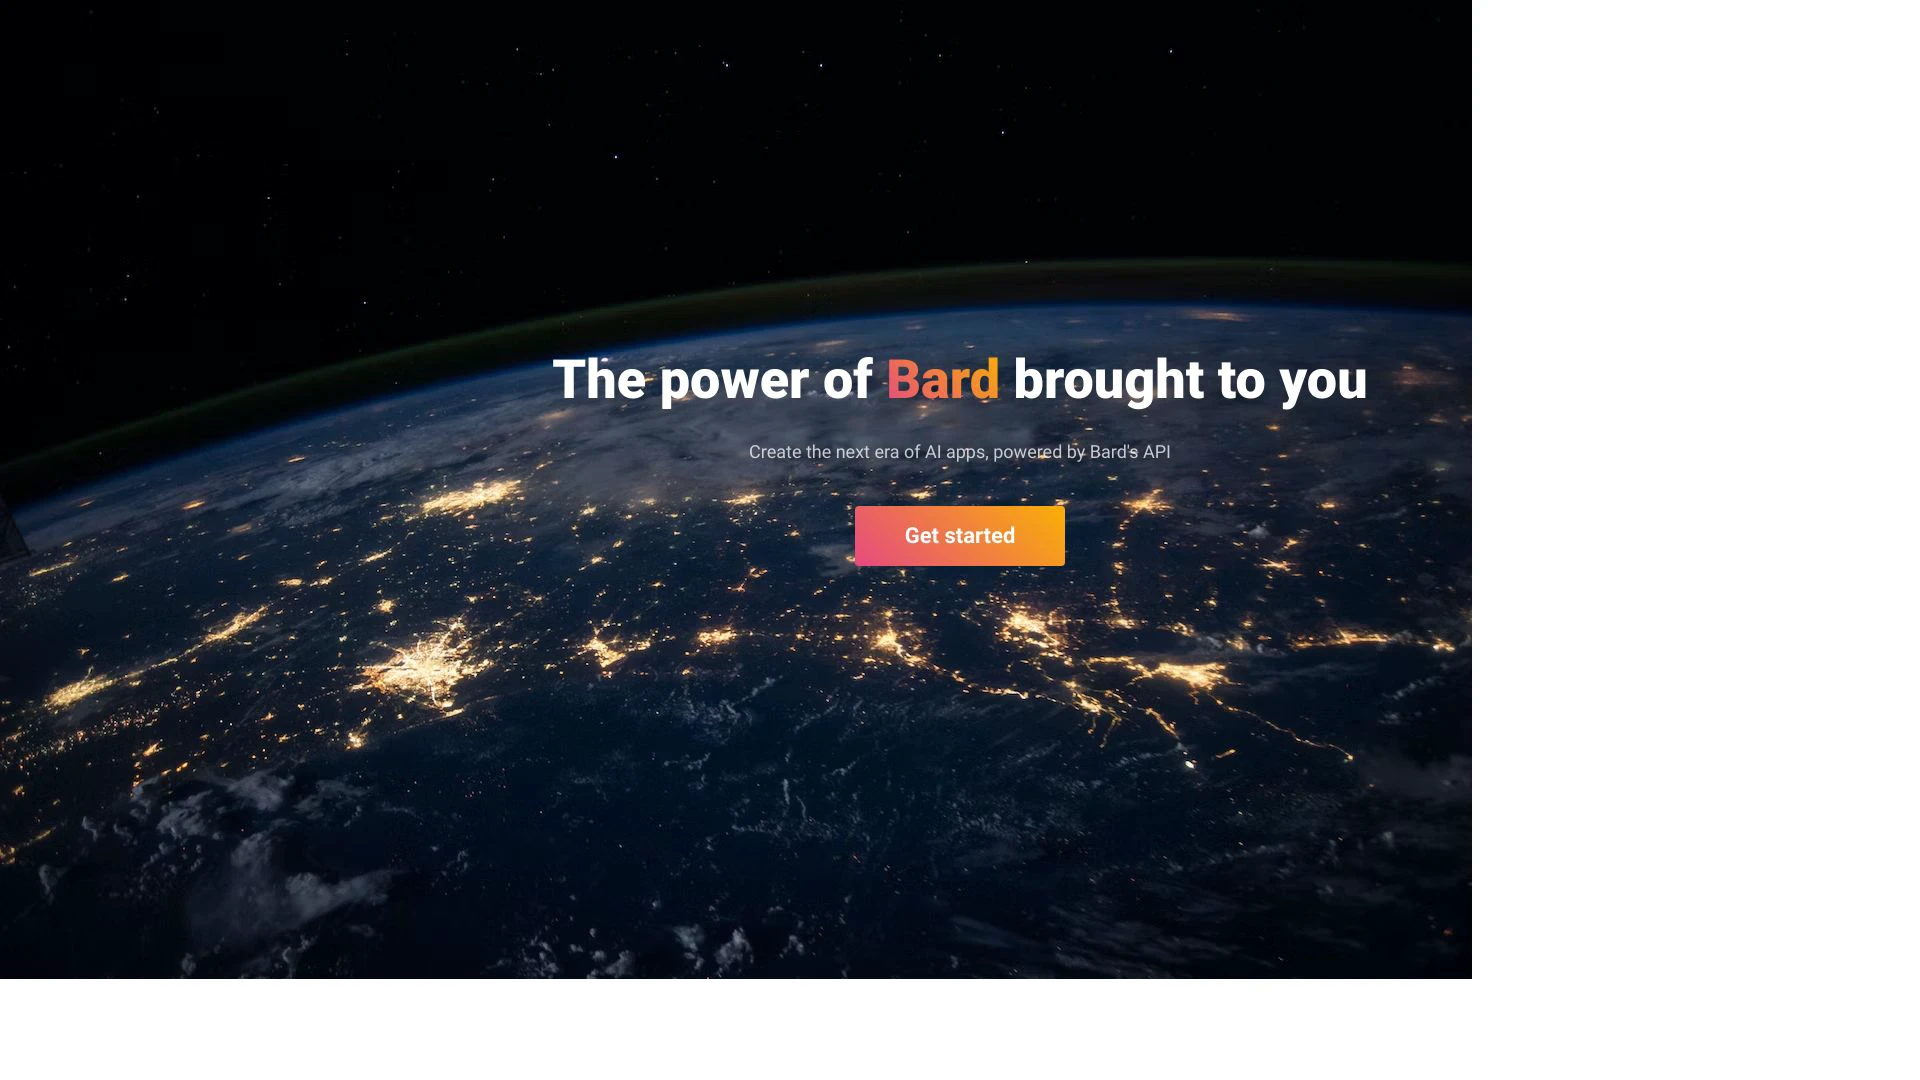 The power of Bard brought to you
Create the next era of AI apps, powered by Bard's API
Get started